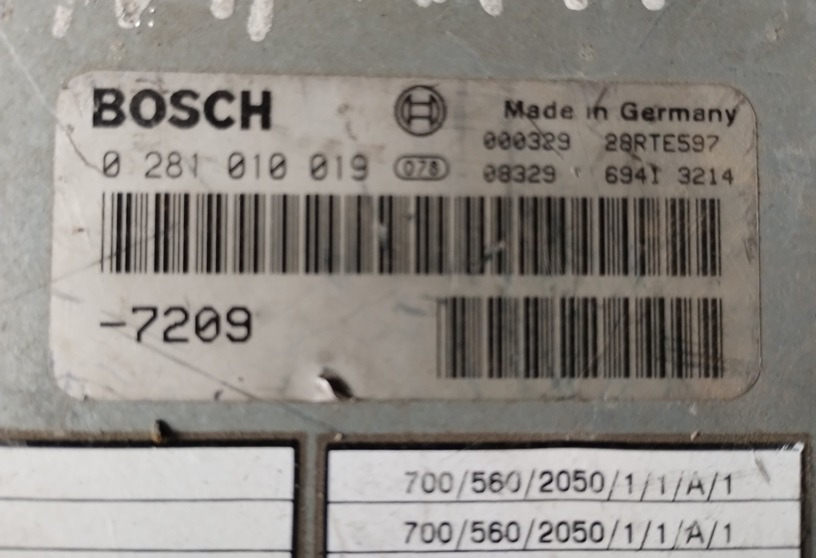 BOSCH
Made in Germany
000329 28RTE597
0 281 010 019 078
08329 6941 3214
-7209
700/560/2050/1/1/A/1
700/560/2050/1/1/A/1